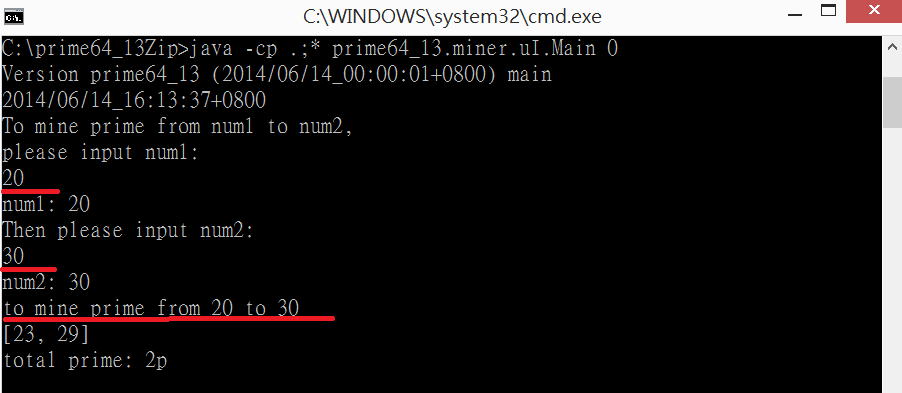 C:\WINDOWS\system32\cmd.exe
C:\prime64_13Zip>java -cp .;* prime64_13.miner.uI.Main 0
Version prime64_13 (2014/06/14_00:00:01+0800) main
2014/06/14_16:13:37+0800
To mine prime from num1 to num2,
please input num1:
20
num1: 20
Then please input num2:
30
num2: 30
to mine prime from 20 to 30
[23, 29]
total prime: 2p